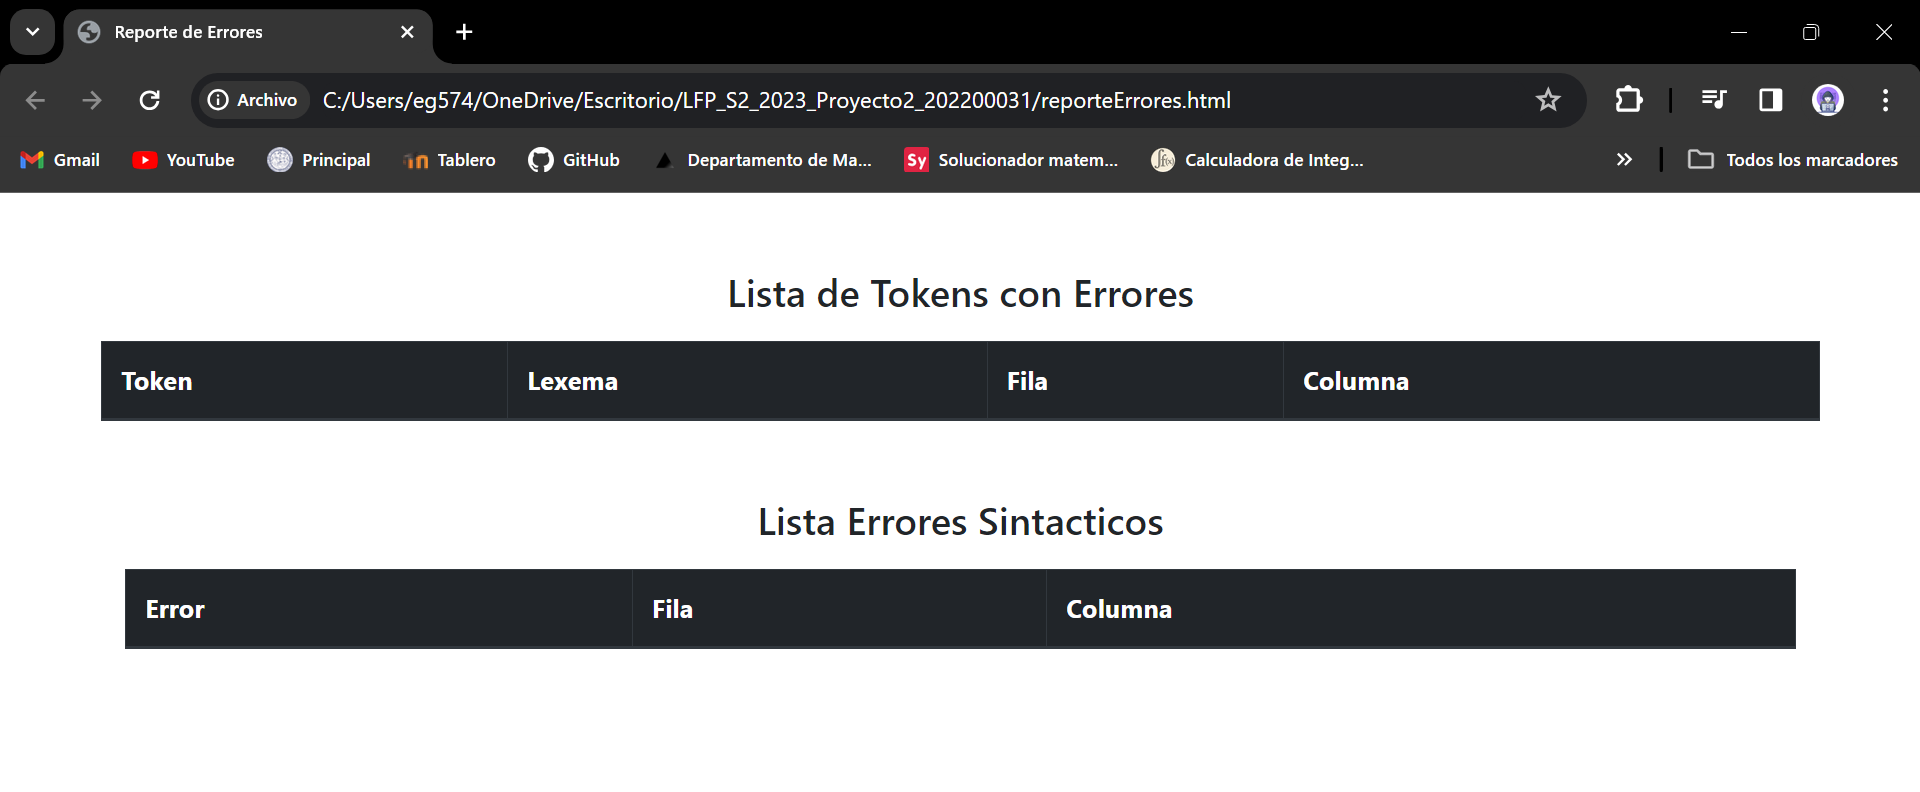 Reporte de Errores
Archivo C:/Users/eg574/OneDrive/Escritorio/LFP_S2_2023_Proyecto2_202200031/reporteErrores.html
Gmail YouTube Principal Tablero GitHub Departamento de Ma... Sy Solucionador matem... f(x) Calculadora de Integ... Todos los marcadores
Lista de Tokens con Errores
Token Lexema Fila Columna
Lista Errores Sintacticos
Error Fila Columna